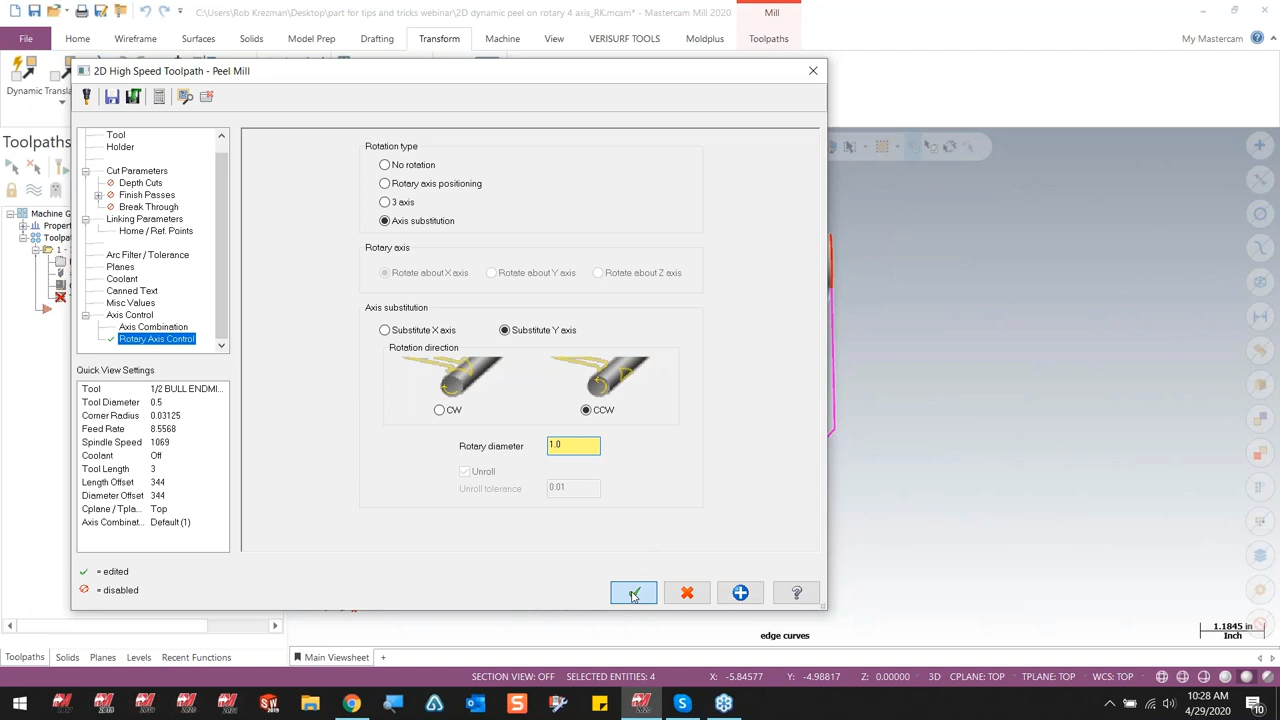 C:\Users\Rob Krezman\Desktop\part for tips and tricks webinar\2D dynamic peel on rotary 4 axis_RK.mcam* - Mastercam Mill 2020
Mill
File
Home
Wireframe
Surfaces
Solids
Model Prep
Drafting
Transform
Machine
View
VERISURF TOOLS
Moldplus
Toolpaths
My Mastercam
Dynamic Transl
2D High Speed Toolpath - Peel Mill
Toolpaths
Machine G
Propert
Toolpat
1 -
Tool
Holder
Cut Parameters
Depth Cuts
Finish Passes
Break Through
Linking Parameters
Home / Ref. Points
Arc Filter / Tolerance
Planes
Coolant
Canned Text
Misc Values
Axis Control
Axis Combination
Rotary Axis Control
Quick View Settings
Tool 1/2 BULL ENDMI...
Tool Diameter 0.5
Corner Radius 0.03125
Feed Rate 8.5568
Spindle Speed 1069
Coolant Off
Tool Length 3
Length Offset 344
Diameter Offset 344
Cplane / Tpla... Top
Axis Combinat... Default (1)
= edited
= disabled
Rotation type
No rotation
Rotary axis positioning
3 axis
Axis substitution
Rotary axis
Rotate about X axis Rotate about Y axis Rotate about Z axis
Axis substitution
Substitute X axis Substitute Y axis
Rotation direction
CW CCW
Rotary diameter 1.0
Unroll
Unroll tolerance 0.01
edge curves
1.1845 in
Inch
Toolpaths Solids Planes Levels Recent Functions
Main Viewsheet +
SECTION VIEW: OFF SELECTED ENTITIES: 4 X: -5.84577 Y: -4.98817 Z: 0.00000 3D CPLANE: TOP TPLANE: TOP WCS: TOP
10:28 AM
4/29/2020